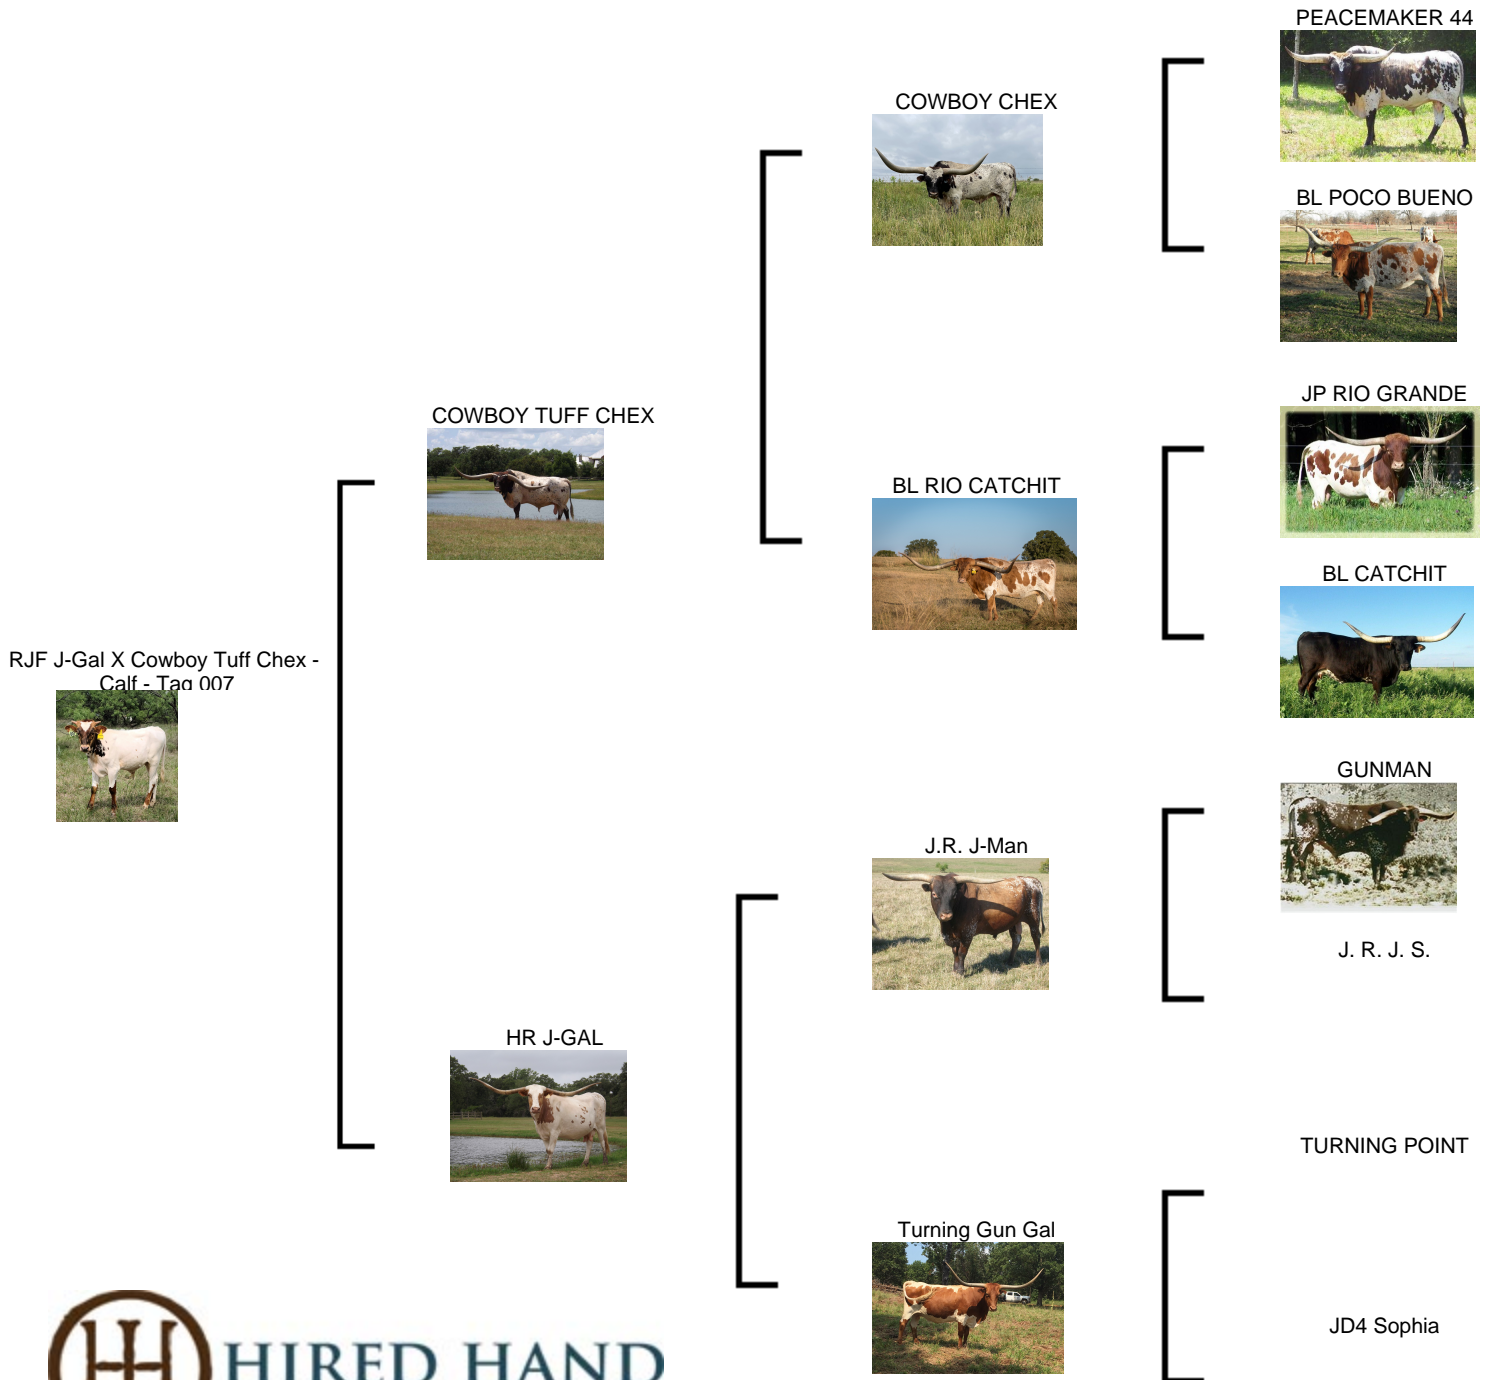 PEACEMAKER 44
COWBOY CHEX
BL POCO BUENO
JP RIO GRANDE
COWBOY TUFF CHEX
BL RIO CATCHIT
BL CATCHIT
RJF J-Gal X Cowboy Tuff Chex -
Calf - Tag 007
GUNMAN
J.R. J-Man
J. R. J. S.
HR J-GAL
TURNING POINT
Turning Gun Gal
JD4 Sophia
HIRED HAND